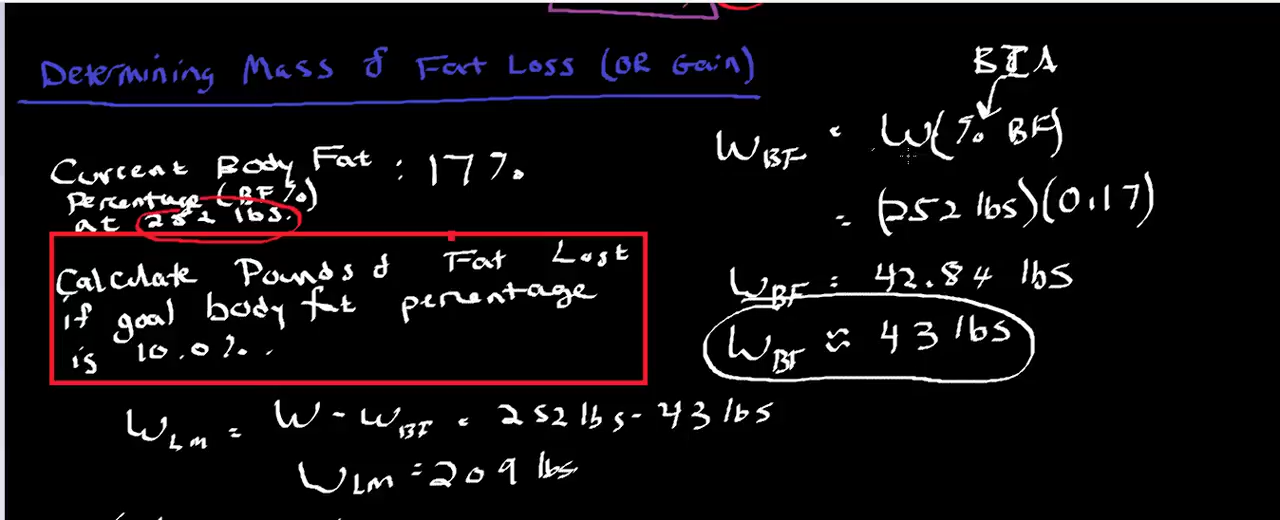 Determining Mass of Fat Loss (OR Gain)
Current Body Fat : 17%
Percentage (BF%)
at 252 lbs.
Calculate Pounds of Fat Lost
if goal body fat percentage
is 10.0%.
W_LM = W - W_BF = 252 lbs - 43 lbs
W_LM = 209 lbs
BIA
W_BF = W(% BF)
= (252 lbs)(0.17)
W_BF = 42.84 lbs
W_BF ≈ 43 lbs